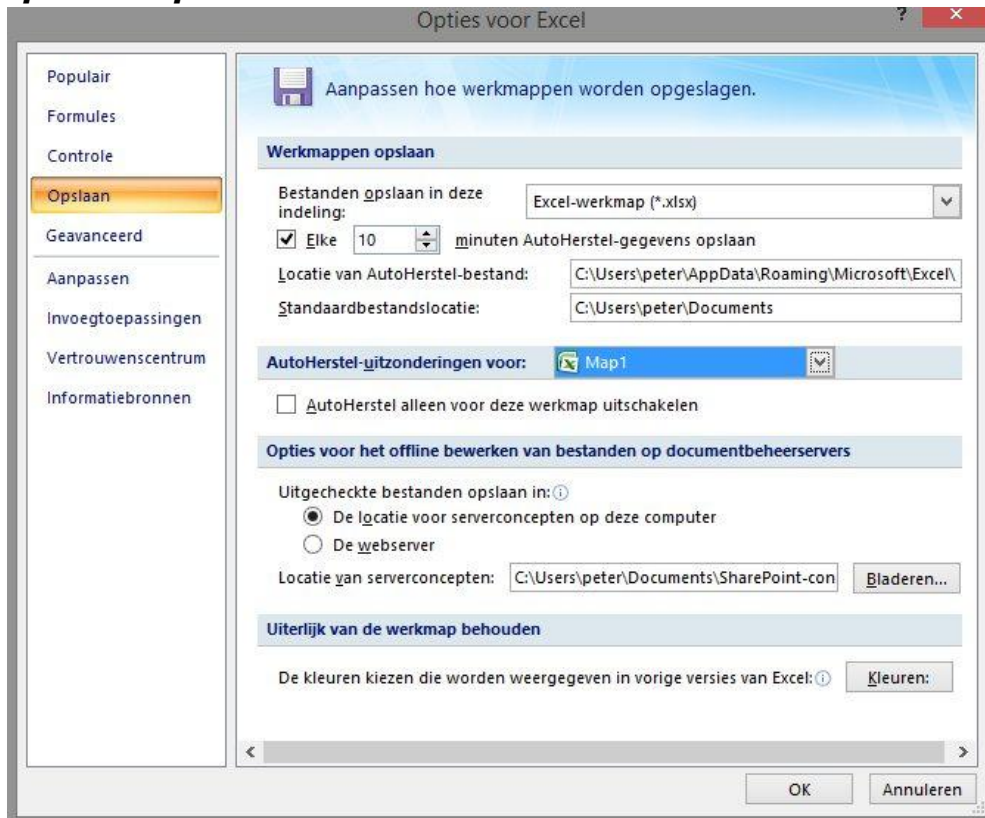 Opties voor Excel
?
Populair
Formules
Controle
Opslaan
Geavanceerd
Aanpassen
Invoegtoepassingen
Vertrouwenscentrum
Informatiebronnen
Aanpassen hoe werkmappen worden opgeslagen.
Werkmappen opslaan
Bestanden opslaan in deze
indeling:
Excel-werkmap (*.xlsx)
Elke 10 minuten AutoHerstel-gegevens opslaan
Locatie van AutoHerstel-bestand: C:\Users\peter\AppData\Roaming\Microsoft\Excel\
Standaardbestandslocatie: C:\Users\peter\Documents
AutoHerstel-uitzonderingen voor: Map1
AutoHerstel alleen voor deze werkmap uitschakelen
Opties voor het offline bewerken van bestanden op documentbeheerservers
Uitgecheckte bestanden opslaan in:
De locatie voor serverconcepten op deze computer
De webserver
Locatie van serverconcepten: C:\Users\peter\Documents\SharePoint-con Bladeren...
Uiterlijk van de werkmap behouden
De kleuren kiezen die worden weergegeven in vorige versies van Excel: Kleuren:
OK Annuleren